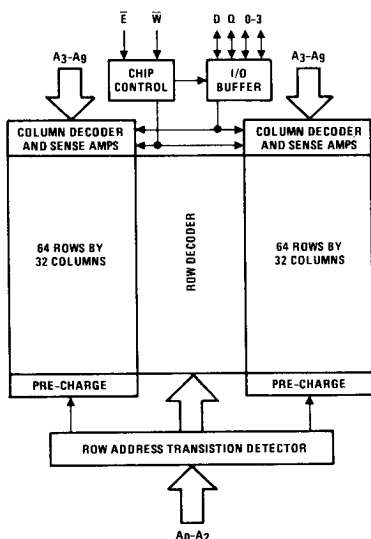 E̅ W̅ D Q 0-3
A3-A9 A3-A9
CHIP
CONTROL
I/O
BUFFER
COLUMN DECODER
AND SENSE AMPS
COLUMN DECODER
AND SENSE AMPS
64 ROWS BY
32 COLUMNS
ROW DECODER
64 ROWS BY
32 COLUMNS
PRE-CHARGE
PRE-CHARGE
ROW ADDRESS TRANSISTION DETECTOR
A0-A2